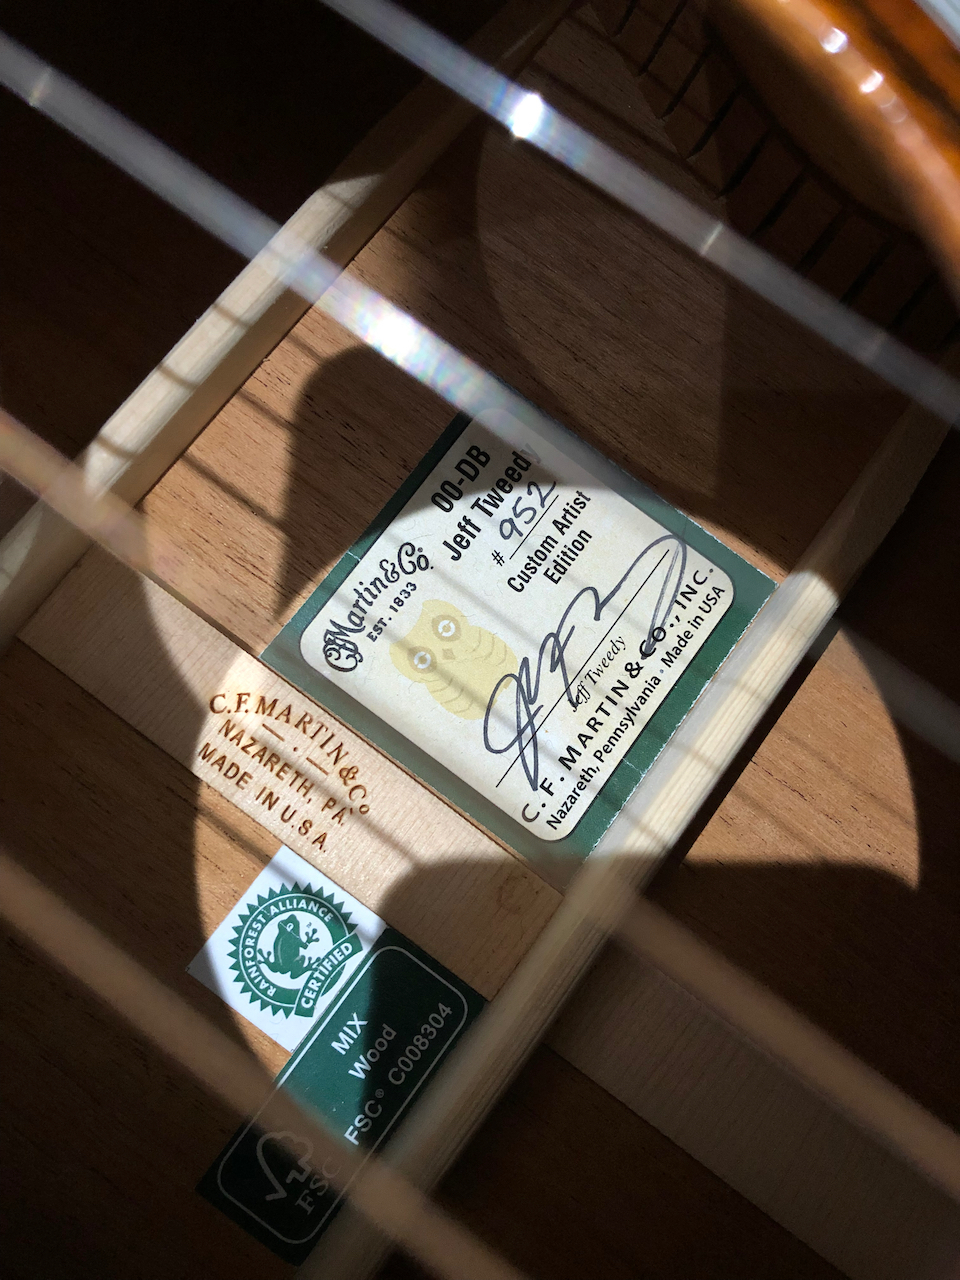 CFMartin & Co.
EST. 1833
00-DB
Jeff Tweedy
# 952
Custom Artist
Edition
Jeff Tweedy
C. F. MARTIN & CO., INC.
Nazareth, Pennsylvania · Made in USA
C. F. MARTIN & Co
NAZARETH, PA.
MADE IN U.S.A.
RAINFOREST ALLIANCE
CERTIFIED
MIX
Wood
FSC® C008304
FSC